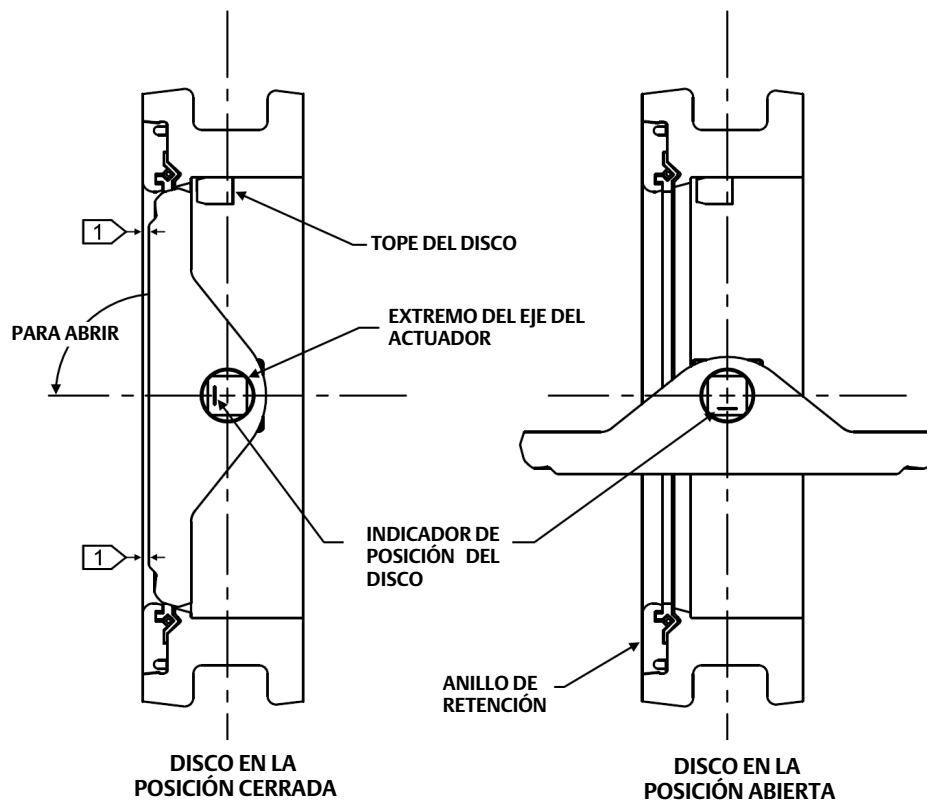 1
TOPE DEL DISCO
PARA ABRIR
EXTREMO DEL EJE DEL
ACTUADOR
1
INDICADOR DE
POSICIÓN DEL
DISCO
ANILLO DE
RETENCIÓN
DISCO EN LA
POSICIÓN CERRADA
DISCO EN LA
POSICIÓN ABIERTA